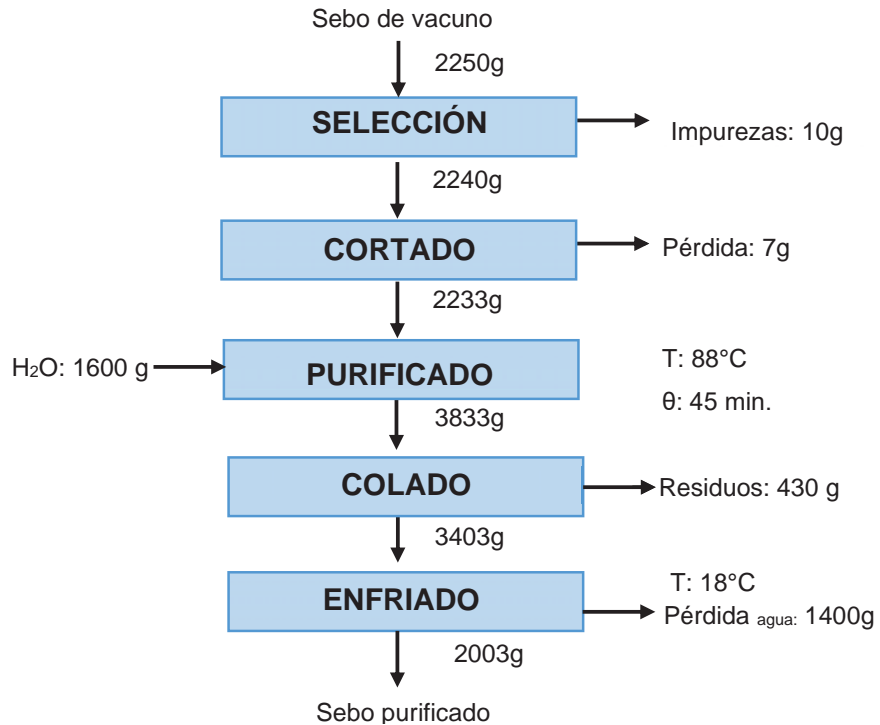 Sebo de vacuno
2250g
SELECCIÓN
Impurezas: 10g
2240g
CORTADO
Pérdida: 7g
2233g
H₂O: 1600 g
PURIFICADO
T: 88°C
θ: 45 min.
3833g
COLADO
Residuos: 430 g
3403g
ENFRIADO
T: 18°C
Pérdida agua: 1400g
2003g
Sebo purificado